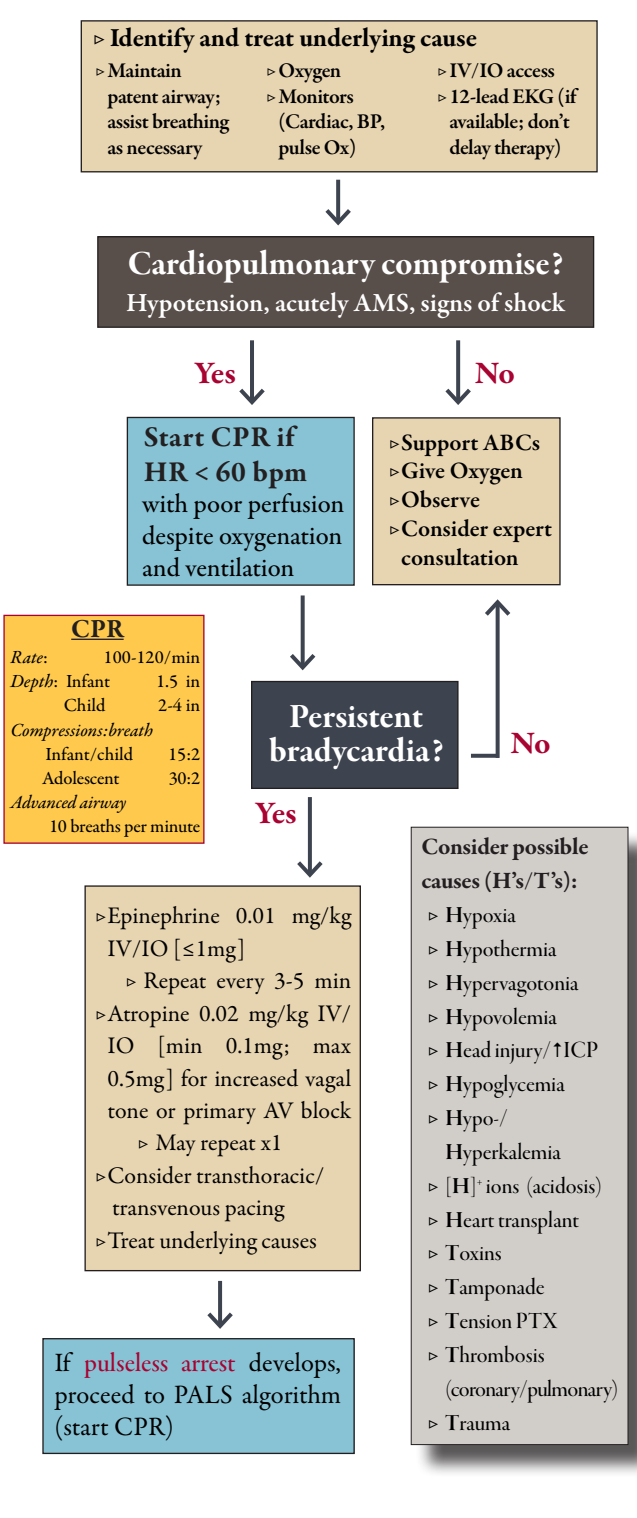 ▹ Identify and treat underlying cause
▹ Maintain
patent airway;
assist breathing
as necessary
▹ Oxygen
▹ Monitors
(Cardiac, BP,
pulse Ox)
▹ IV/IO access
▹ 12-lead EKG (if
available; don't
delay therapy)
Cardiopulmonary compromise?
Hypotension, acutely AMS, signs of shock
Yes
No
Start CPR if
HR < 60 bpm
with poor perfusion
despite oxygenation
and ventilation
▹Support ABCs
▹Give Oxygen
▹Observe
▹Consider expert
consultation
CPR
Rate: 100-120/min
Depth: Infant 1.5 in
Child 2-4 in
Compressions:breath
Infant/child 15:2
Adolescent 30:2
Advanced airway
10 breaths per minute
Persistent
bradycardia?
No
Yes
▹Epinephrine 0.01 mg/kg
IV/IO [≤1mg]
▹ Repeat every 3-5 min
▹Atropine 0.02 mg/kg IV/
IO [min 0.1mg; max
0.5mg] for increased vagal
tone or primary AV block
▹ May repeat x1
▹Consider transthoracic/
transvenous pacing
▹Treat underlying causes
Consider possible
causes (H's/T's):
▹ Hypoxia
▹ Hypothermia
▹ Hypervagotonia
▹ Hypovolemia
▹ Head injury/↑ICP
▹ Hypoglycemia
▹ Hypo-/
Hyperkalemia
▹ [H]⁺ ions (acidosis)
▹ Heart transplant
▹ Toxins
▹ Tamponade
▹ Tension PTX
▹ Thrombosis
(coronary/pulmonary)
▹ Trauma
If pulseless arrest develops,
proceed to PALS algorithm
(start CPR)